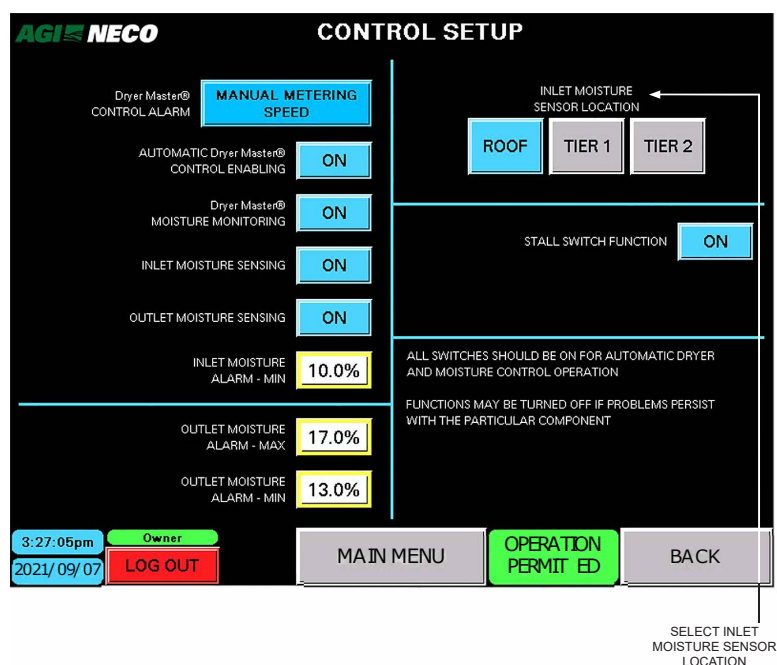 AGI NECO
CONTROL SETUP
Dryer Master®
CONTROL ALARM
MANUAL METERING
SPEED
AUTOMATIC Dryer Master®
CONTROL ENABLING
ON
Dryer Master®
MOISTURE MONITORING
ON
INLET MOISTURE SENSING
ON
OUTLET MOISTURE SENSING
ON
INLET MOISTURE
ALARM - MIN
10.0%
OUTLET MOISTURE
ALARM - MAX
17.0%
OUTLET MOISTURE
ALARM - MIN
13.0%
INLET MOISTURE
SENSOR LOCATION
ROOF
TIER 1
TIER 2
STALL SWITCH FUNCTION
ON
ALL SWITCHES SHOULD BE ON FOR AUTOMATIC DRYER
AND MOISTURE CONTROL OPERATION
FUNCTIONS MAY BE TURNED OFF IF PROBLEMS PERSIST
WITH THE PARTICULAR COMPONENT
3:27:05pm
2021/09/07
Owner
LOG OUT
MAIN MENU
OPERATION
PERMIT ED
BACK
SELECT INLET
MOISTURE SENSOR
LOCATION